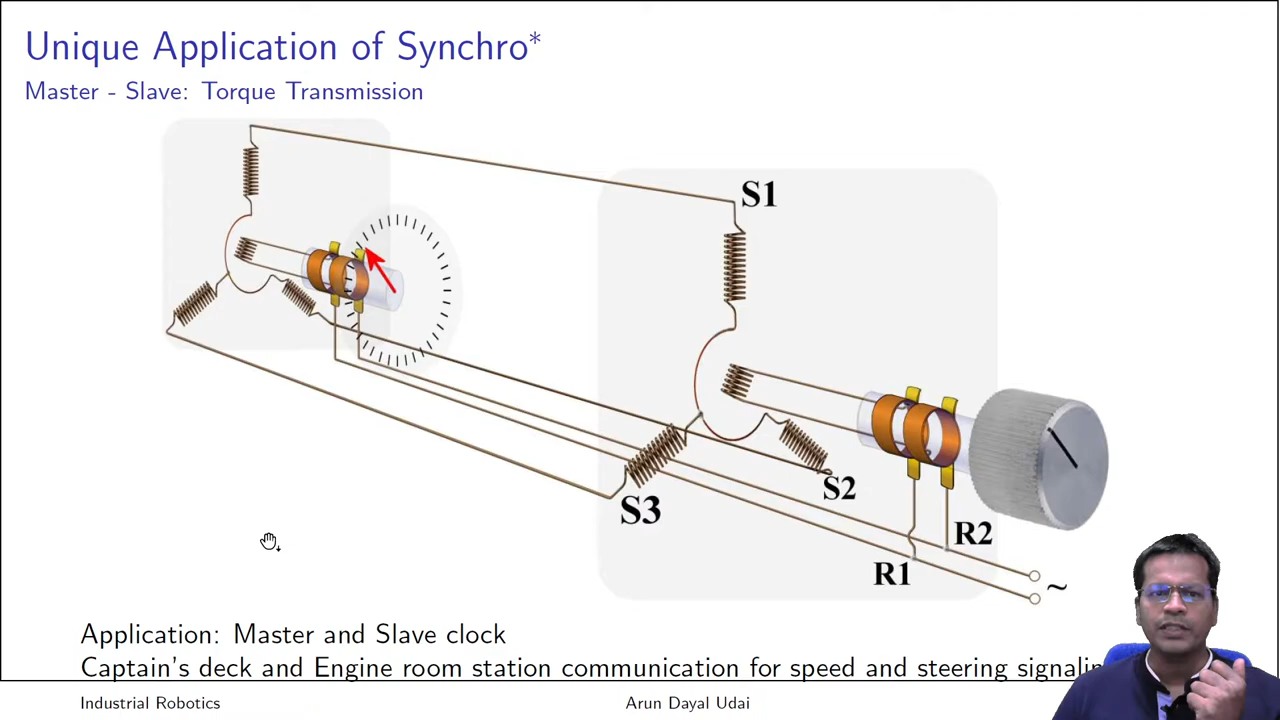 Unique Application of Synchro*
Master - Slave: Torque Transmission
S1
S2
S3
R2
R1
~
Application: Master and Slave clock
Captain's deck and Engine room station communication for speed and steering
Industrial Robotics
Arun Dayal Udai